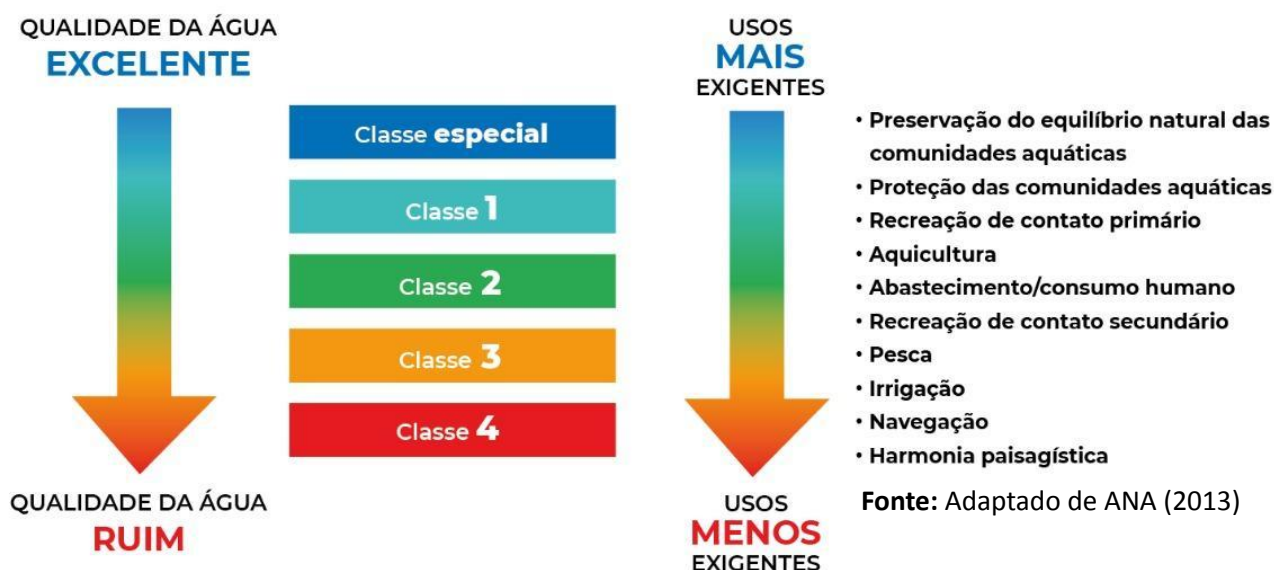 QUALIDADE DA ÁGUA
EXCELENTE
Classe especial
Classe 1
Classe 2
Classe 3
Classe 4
QUALIDADE DA ÁGUA
RUIM
USOS
MAIS
EXIGENTES
• Preservação do equilíbrio natural das
comunidades aquáticas
• Proteção das comunidades aquáticas
• Recreação de contato primário
• Aquicultura
• Abastecimento/consumo humano
• Recreação de contato secundário
• Pesca
• Irrigação
• Navegação
• Harmonia paisagística
Fonte: Adaptado de ANA (2013)
USOS
MENOS
EXIGENTES